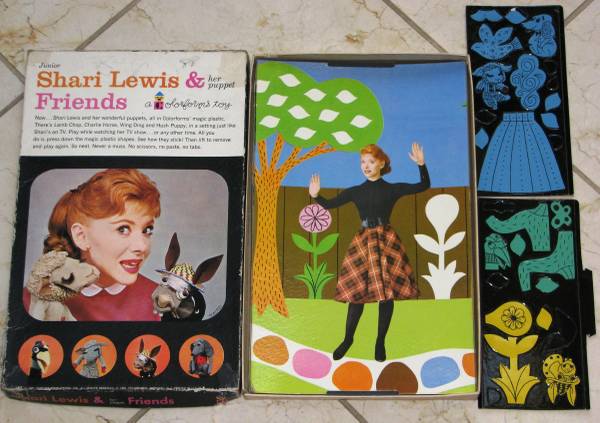 Junior
Shari Lewis & her puppet
Friends a Colorforms toy
Now... Shari Lewis and her wonderful puppets, all in Colorforms' magic plastic.
There's Lamb Chop, Charlie Horse, Wing Ding and Hush Puppy, in a setting just like
Shari's on TV. Play while watching her TV show... or any other time. All you
do is press down the magic plastic shapes. See how they stick! Then lift to remove
and play again. So neat. Never a muss. No scissors, no paste, no tabs.
Shari Lewis & her puppet Friends